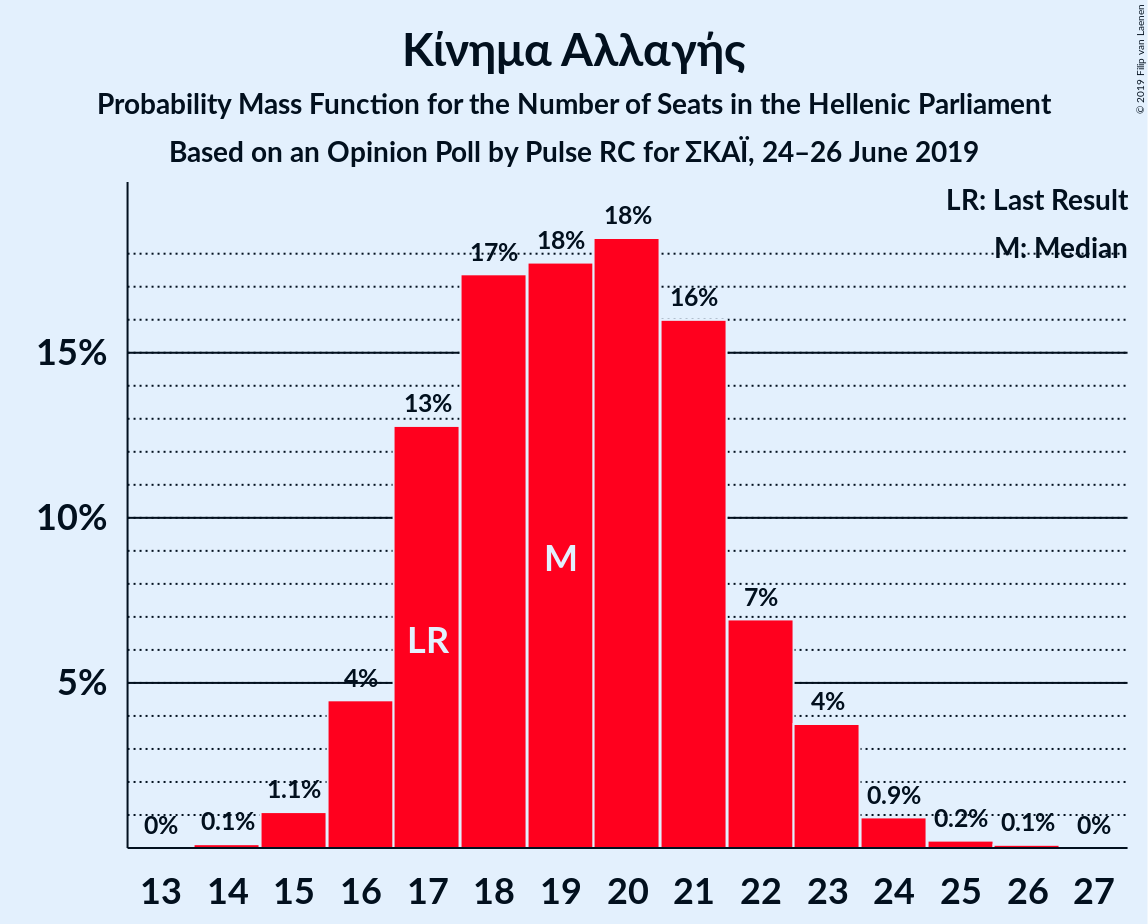 Κίνημα Αλλαγής
Probability Mass Function for the Number of Seats in the Hellenic Parliament
Based on an Opinion Poll by Pulse RC for ΣΚΑΪ, 24–26 June 2019
© 2019 Filip van Laenen
LR: Last Result
M: Median
15%
10%
5%
0%
0.1%
1.1%
4%
13%
17%
18%
18%
16%
7%
4%
0.9%
0.2%
0.1%
0%
LR
M
13 14 15 16 17 18 19 20 21 22 23 24 25 26 27